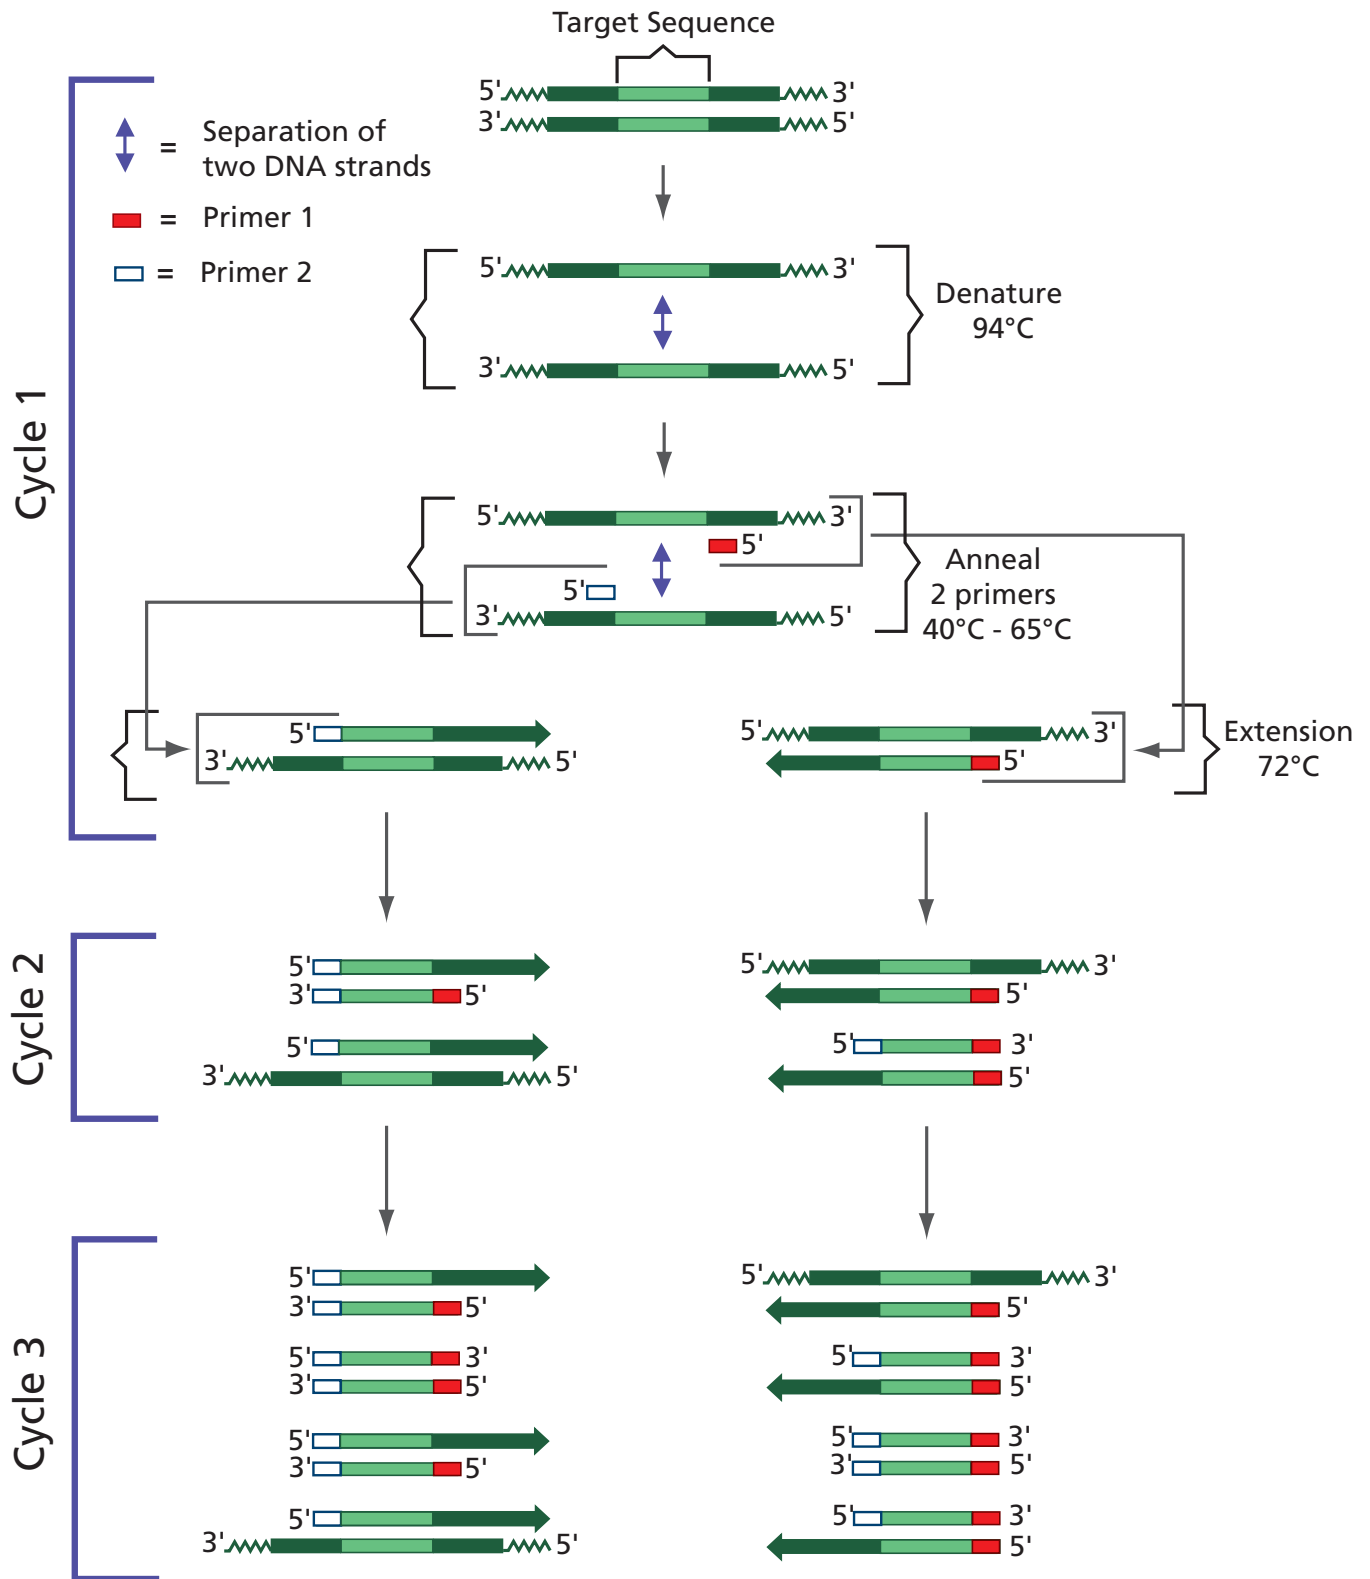 Target Sequence
5' 3'
3' 5'
= Separation of
two DNA strands
= Primer 1
= Primer 2
Cycle 1
5' 3'
Denature
94°C
3' 5'
5' 3'
5'
Anneal
2 primers
40°C - 65°C
5'
3' 5'
5'
3' 5'
5' 3'
5'
Extension
72°C
Cycle 2
5'
3' 5'
5'
3' 5'
5' 3'
5'
5' 3'
5'
Cycle 3
5'
3' 5'
5' 3'
3' 5'
5'
3' 5'
5'
3' 5'
5' 3'
5'
5' 3'
5'
5' 3'
3' 5'
5' 3'
5'